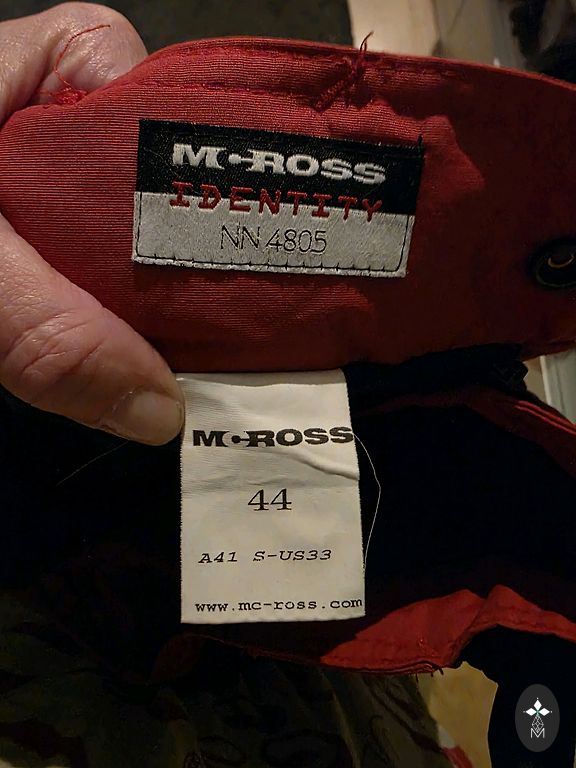 M•ROSS
IDENTITY
NN 4805
M•ROSS
44
A41 S-US33
www.mc-ross.com
M